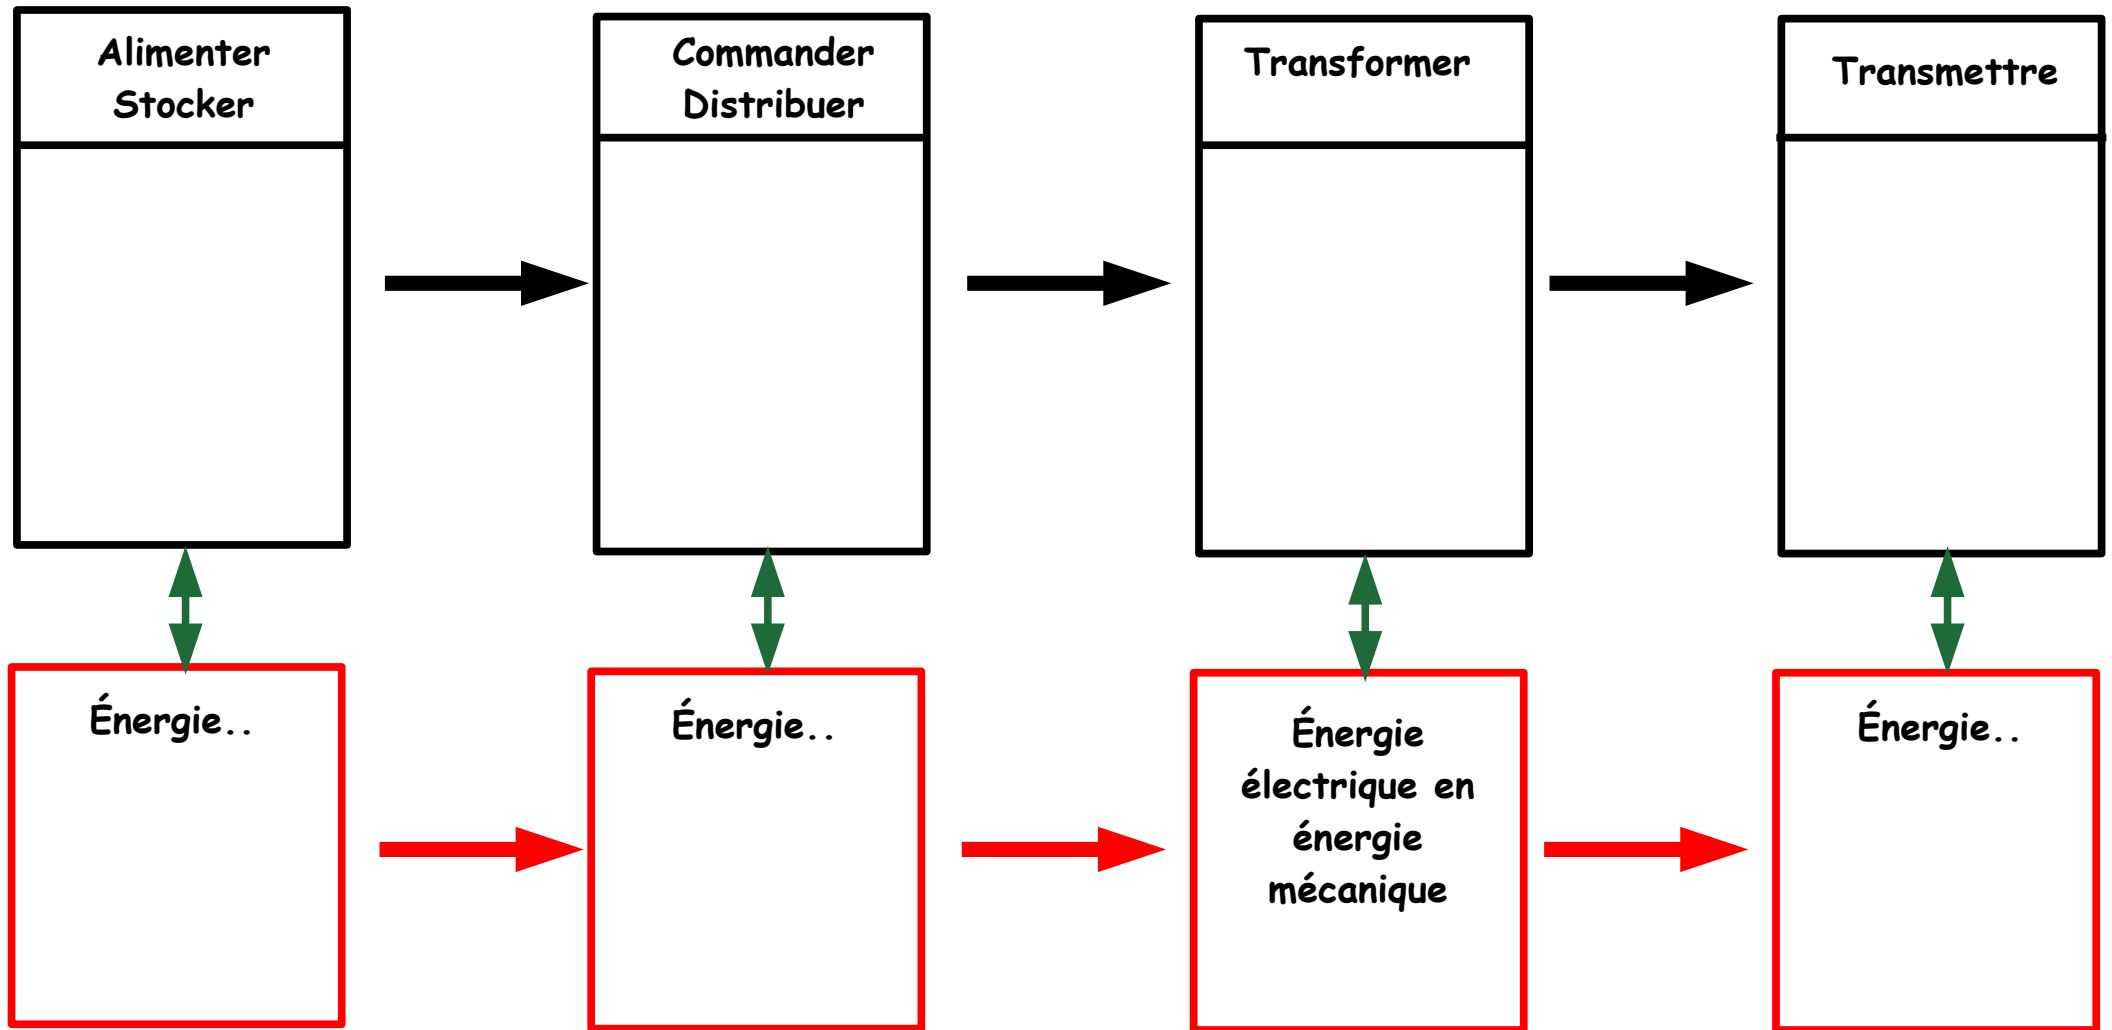 Alimenter
Stocker
Commander
Distribuer
Transformer
Transmettre
Énergie..
Énergie..
Énergie
électrique en
énergie
mécanique
Énergie..